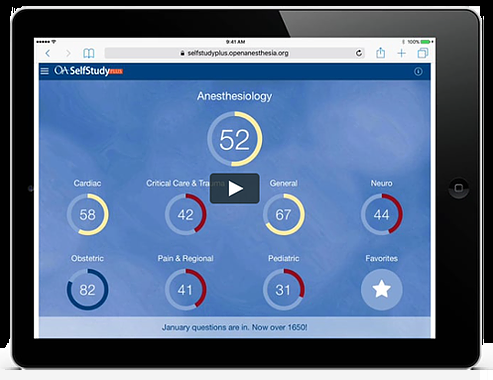 9:41 AM
100%
selfstudyplus.openanesthesia.org
OA SelfStudy PLUS
Anesthesiology
52
Cardiac
Critical Care & Trauma
General
Neuro
58
42
67
44
Obstetric
Pain & Regional
Pediatric
Favorites
82
41
31
January questions are in. Now over 1650!